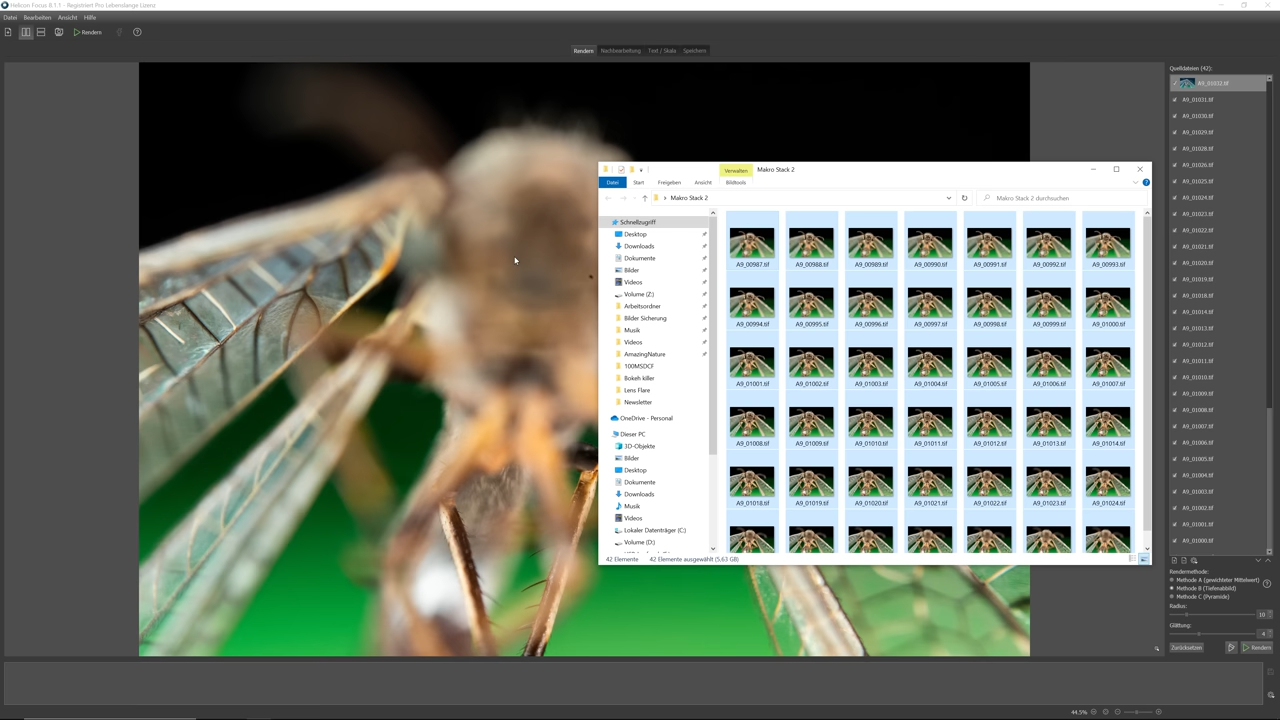 Helicon Focus 8.1.1 - Registriert Pro Lebenslange Lizenz
Datei Bearbeiten Ansicht Hilfe
Rendern
Rendern Nachbearbeitung Text / Skala Speichern
Quelldateien (42):
A9_01032.tif
A9_01031.tif
A9_01030.tif
A9_01029.tif
A9_01028.tif
A9_01026.tif
A9_01025.tif
A9_01024.tif
A9_01023.tif
A9_01022.tif
A9_01021.tif
A9_01020.tif
A9_01019.tif
A9_01018.tif
A9_01014.tif
A9_01013.tif
A9_01012.tif
A9_01011.tif
A9_01010.tif
A9_01009.tif
A9_01008.tif
A9_01007.tif
A9_01006.tif
A9_01005.tif
A9_01004.tif
A9_01003.tif
A9_01002.tif
A9_01001.tif
A9_01000.tif
Rendermethode:
Methode A (gewichteter Mittelwert)
Methode B (Tiefenabbild)
Methode C (Pyramide)
Radius:
10
Glättung:
4
Zurücksetzen Rendern
44.5%
Verwalten Makro Stack 2
Datei Start Freigeben Ansicht Bildtools
Makro Stack 2 Makro Stack 2 durchsuchen
Schnellzugriff
Desktop
Downloads
Dokumente
Bilder
Videos
Volume (Z:)
Arbeitsordner
Bilder Sicherung
Musik
Videos
AmazingNature
100MSDCF
Bokeh killer
Lens Flare
Newsletter
OneDrive - Personal
Dieser PC
3D-Objekte
Bilder
Desktop
Dokumente
Downloads
Musik
Videos
Lokaler Datenträger (C:)
Volume (D:)
A9_00987.tif A9_00988.tif A9_00989.tif A9_00990.tif A9_00991.tif A9_00992.tif A9_00993.tif
A9_00994.tif A9_00995.tif A9_00996.tif A9_00997.tif A9_00998.tif A9_00999.tif A9_01000.tif
A9_01001.tif A9_01002.tif A9_01003.tif A9_01004.tif A9_01005.tif A9_01006.tif A9_01007.tif
A9_01008.tif A9_01009.tif A9_01010.tif A9_01011.tif A9_01012.tif A9_01013.tif A9_01014.tif
A9_01018.tif A9_01019.tif A9_01020.tif A9_01021.tif A9_01022.tif A9_01023.tif A9_01024.tif
42 Elemente 42 Elemente ausgewählt (5,63 GB)